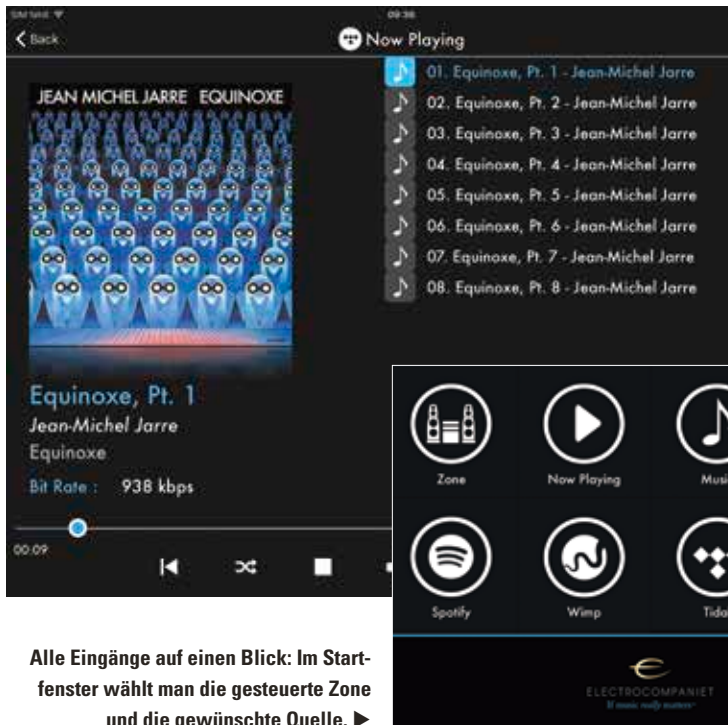 09:36
Back
Now Playing
JEAN MICHEL JARRE EQUINOXE
01. Equinoxe, Pt. 1 - Jean-Michel Jarre
02. Equinoxe, Pt. 2 - Jean-Michel Jarre
03. Equinoxe, Pt. 3 - Jean-Michel Jarre
04. Equinoxe, Pt. 4 - Jean-Michel Jarre
05. Equinoxe, Pt. 5 - Jean-Michel Jarre
06. Equinoxe, Pt. 6 - Jean-Michel Jarre
07. Equinoxe, Pt. 7 - Jean-Michel Jarre
08. Equinoxe, Pt. 8 - Jean-Michel Jarre
Equinoxe, Pt. 1
Jean-Michel Jarre
Equinoxe
Bit Rate : 938 kbps
00:09
Zone
Now Playing
Musi
Spotify
Wimp
Tida
ELECTROCOMPANIET
If music really matters
Alle Eingänge auf einen Blick: Im Start-
fenster wählt man die gesteuerte Zone
und die gewünschte Quelle. ▶